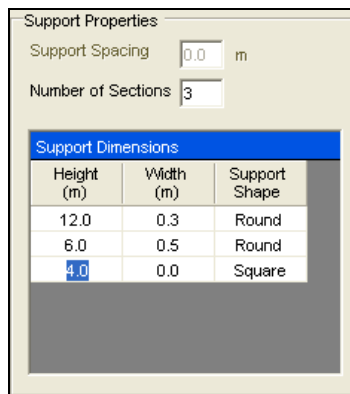 Support Properties
Support Spacing 0.0 m
Number of Sections 3
Support Dimensions
Height (m) Width (m) Support Shape
12.0 0.3 Round
6.0 0.5 Round
4.0 0.0 Square